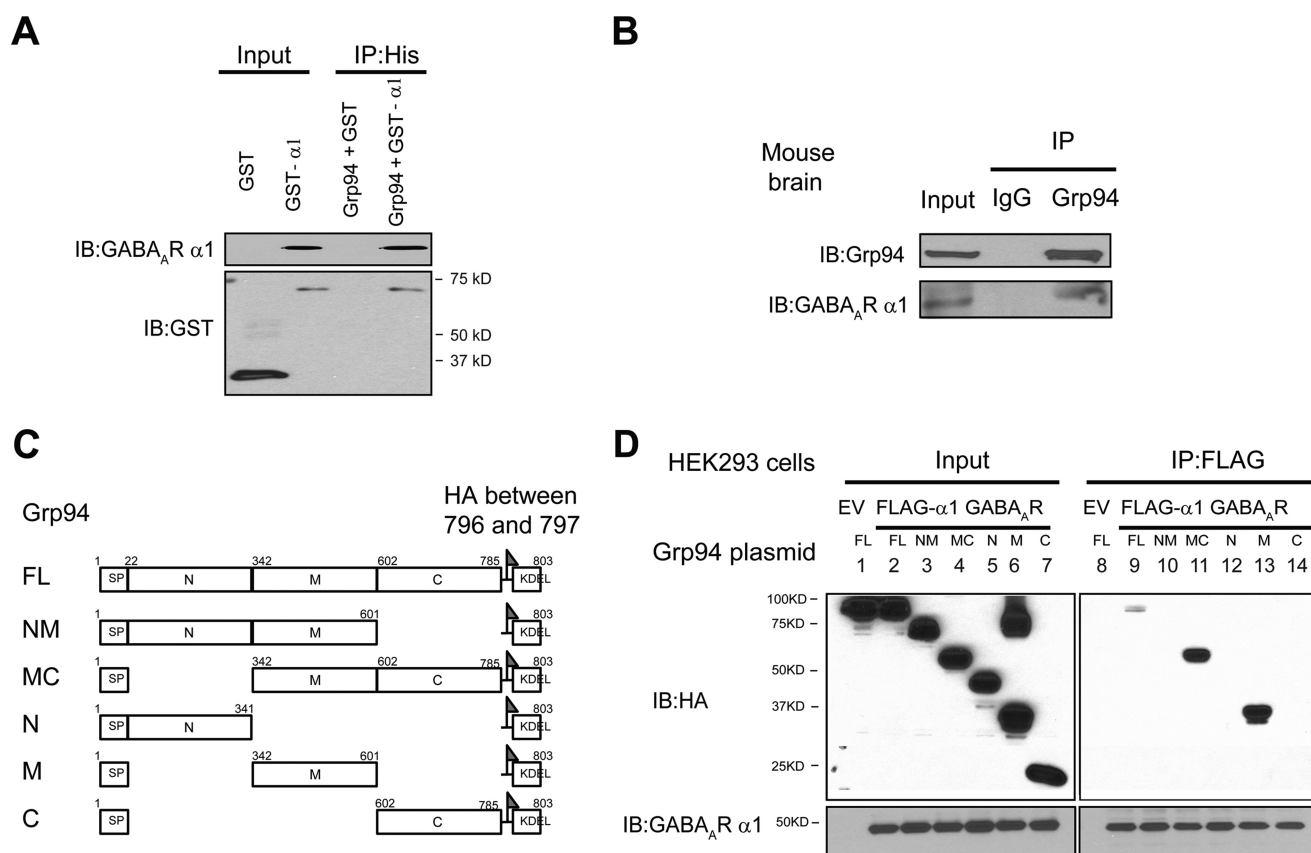 A
Input
IP:His
GST
GST- α1
Grp94 + GST
Grp94 + GST - α1
IB:GABAAR α1
IB:GST
– 75 kD
– 50 kD
– 37 kD
B
Mouse
brain
IP
Input
IgG
Grp94
IB:Grp94
IB:GABAAR α1
C
Grp94
HA between
796 and 797
FL
1 22 342 602 785 803
SP N M C KDEL
NM
1 601 803
SP N M KDEL
MC
1 342 602 785 803
SP M C KDEL
N
1 341 803
SP N KDEL
M
1 342 601 803
SP M KDEL
C
1 602 785 803
SP C KDEL
D
HEK293 cells
Input
IP:FLAG
EV FLAG-α1 GABAAR
EV FLAG-α1 GABAAR
Grp94 plasmid
FL FL NM MC N M C
FL FL NM MC N M C
1 2 3 4 5 6 7
8 9 10 11 12 13 14
100KD –
75KD –
50KD –
37KD –
25KD –
IB:HA
IB:GABAAR α1
50KD –